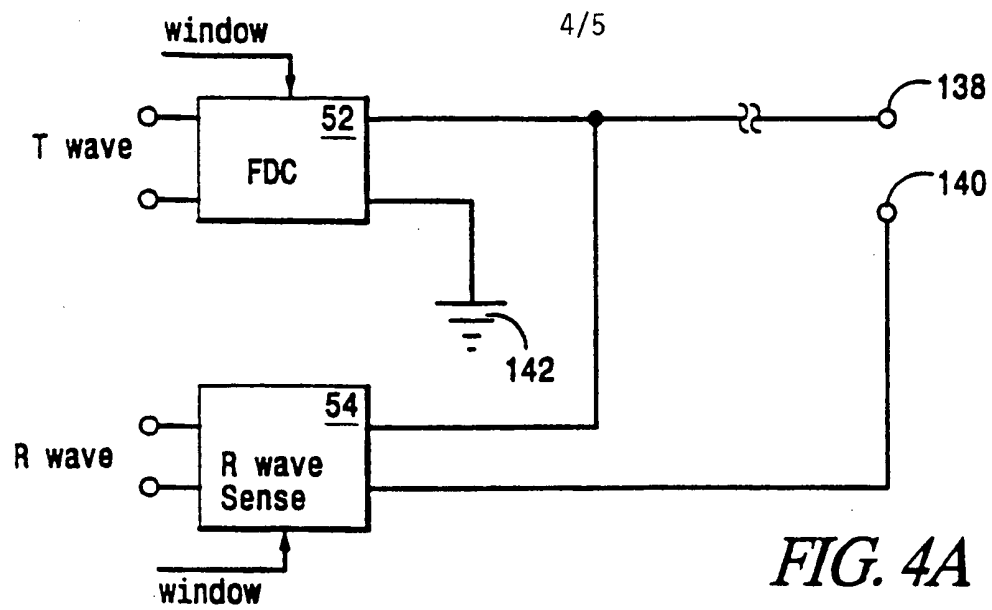 4/5
window
138
T wave
52
FDC
140
142
R wave
54
R wave
Sense
window
FIG. 4A